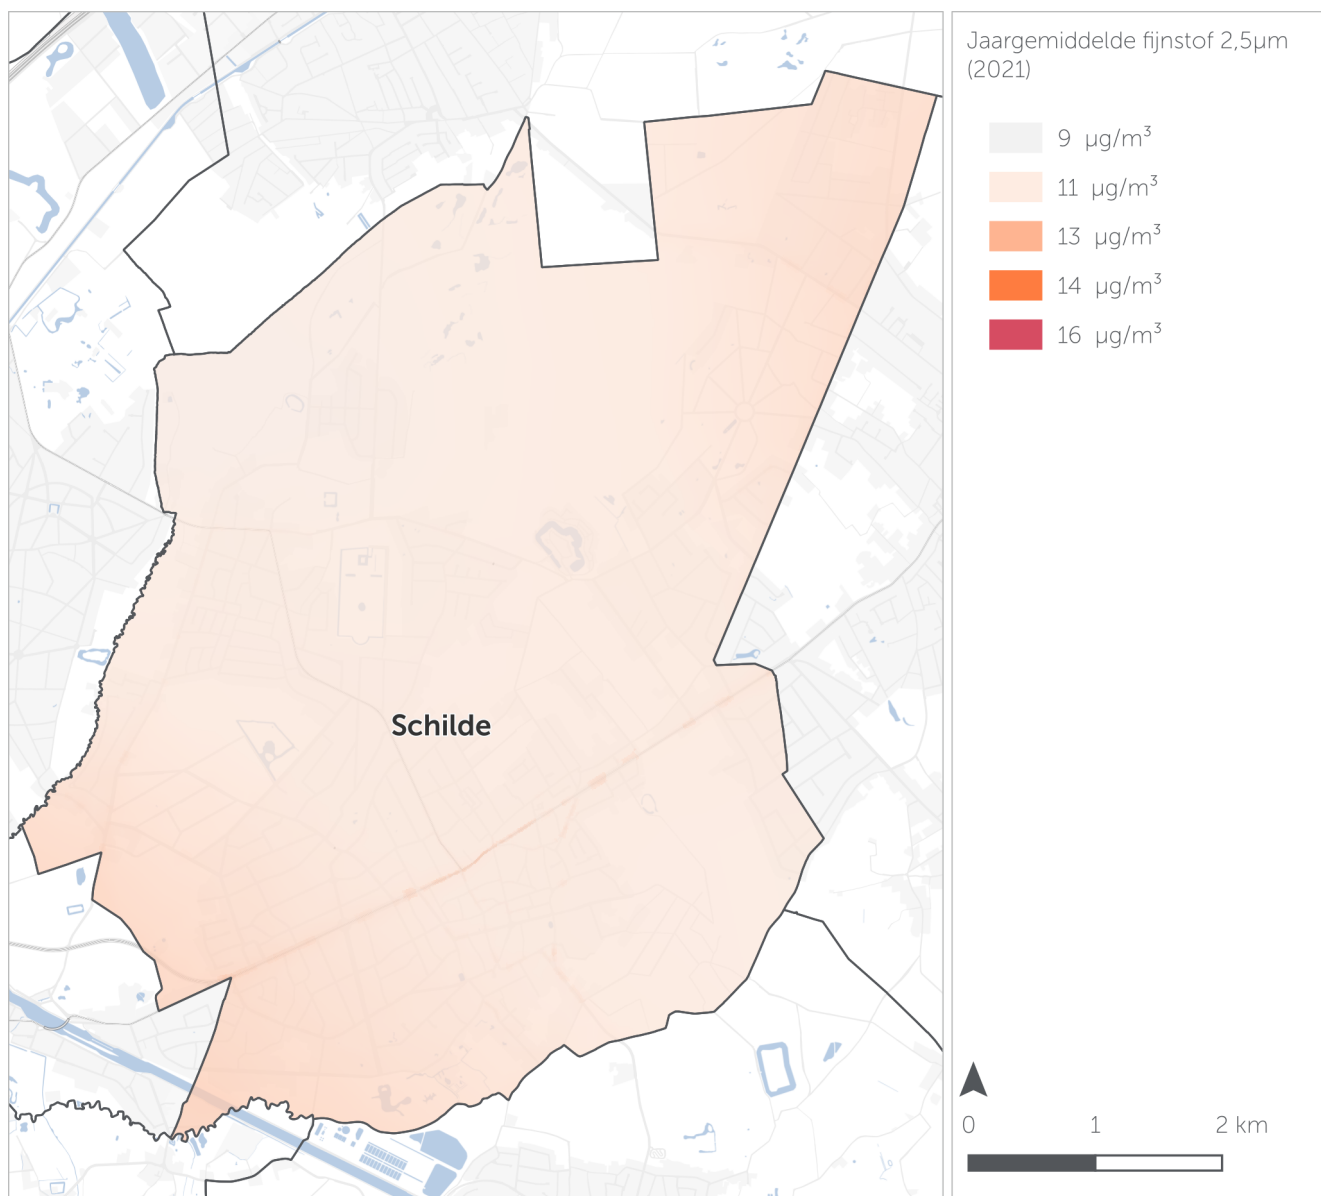 Jaargemiddelde fijnstof 2,5µm
(2021)
9 µg/m³
11 µg/m³
13 µg/m³
14 µg/m³
16 µg/m³
Schilde
0 1 2 km